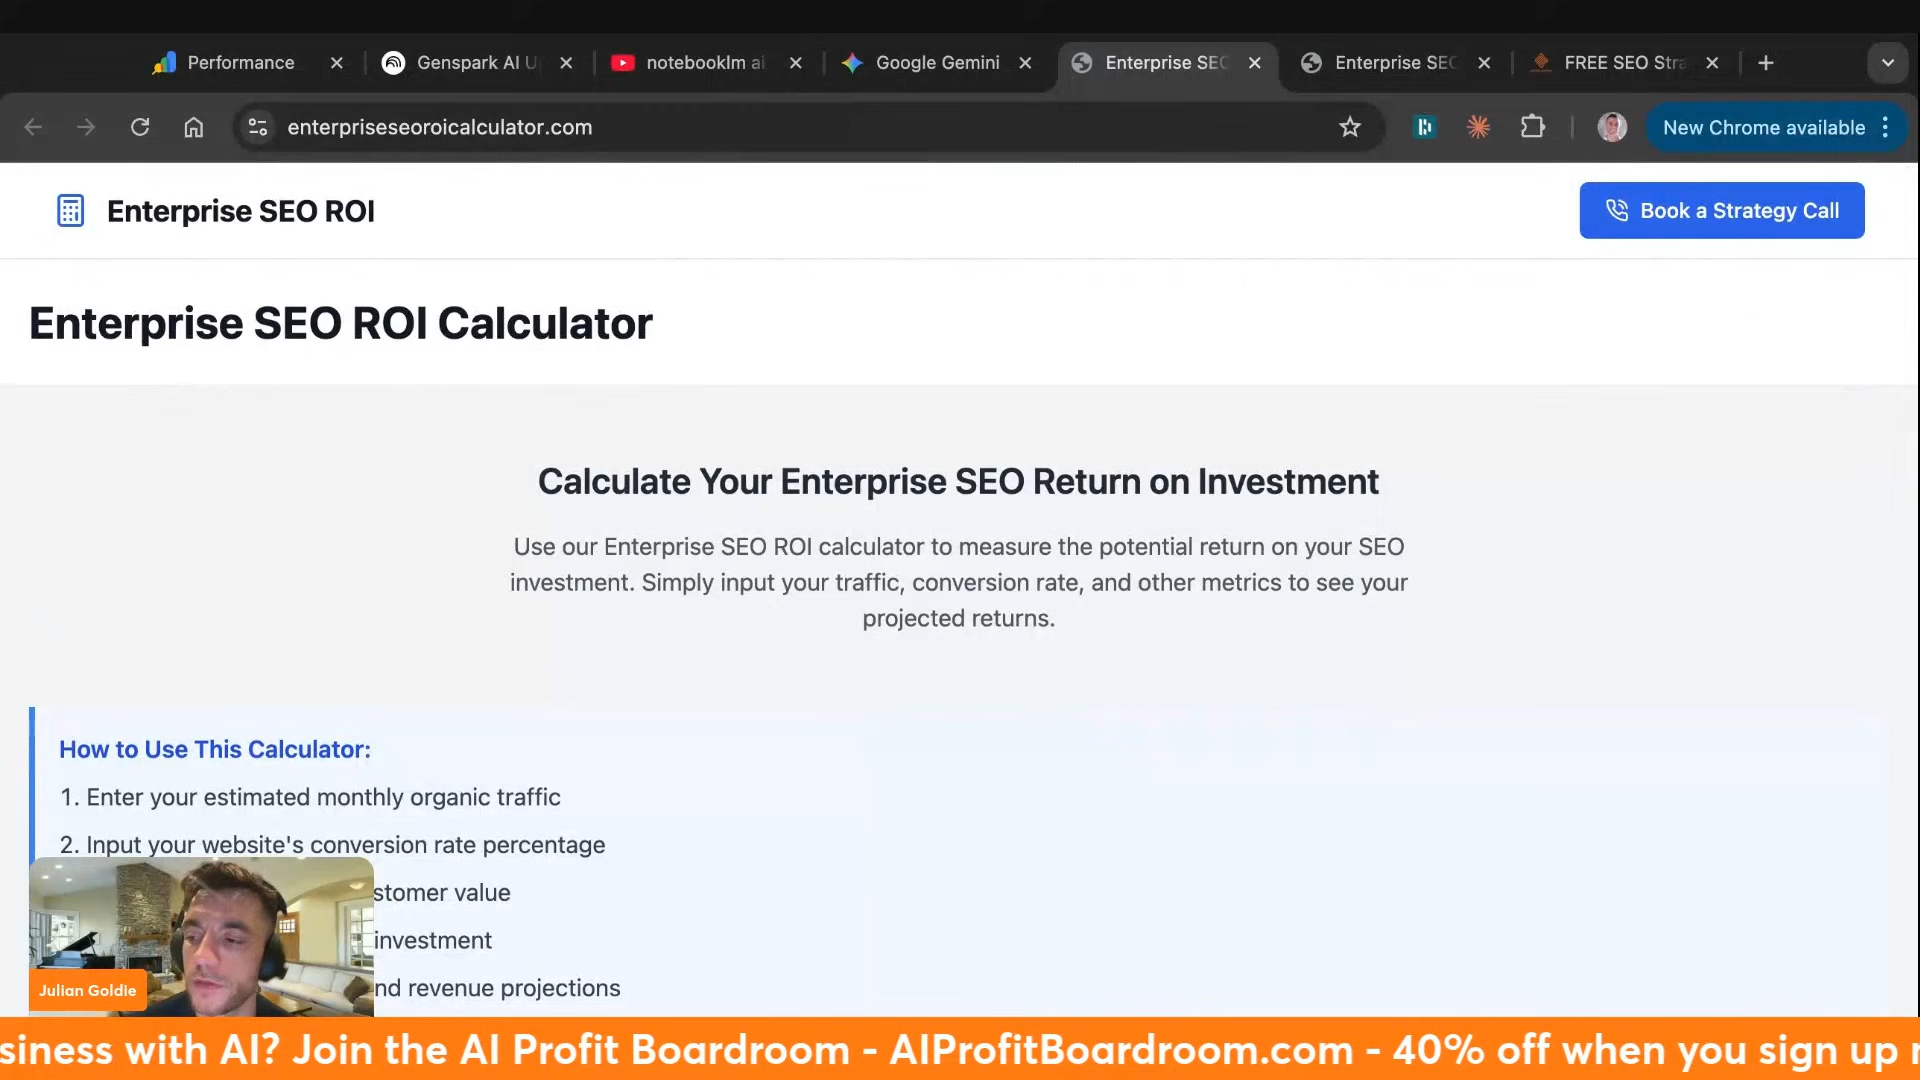 Performance
Genspark AI U
notebooklm ai
Google Gemini
Enterprise SEC
Enterprise SEC
FREE SEO Stra
enterpriseseoroicalculator.com
New Chrome available
Enterprise SEO ROI
Book a Strategy Call
Enterprise SEO ROI Calculator
Calculate Your Enterprise SEO Return on Investment
Use our Enterprise SEO ROI calculator to measure the potential return on your SEO
investment. Simply input your traffic, conversion rate, and other metrics to see your
projected returns.
How to Use This Calculator:
1. Enter your estimated monthly organic traffic
2. Input your website's conversion rate percentage
stomer value
investment
nd revenue projections
Julian Goldie
siness with AI? Join the AI Profit Boardroom - AIProfitBoardroom.com - 40% off when you sign up